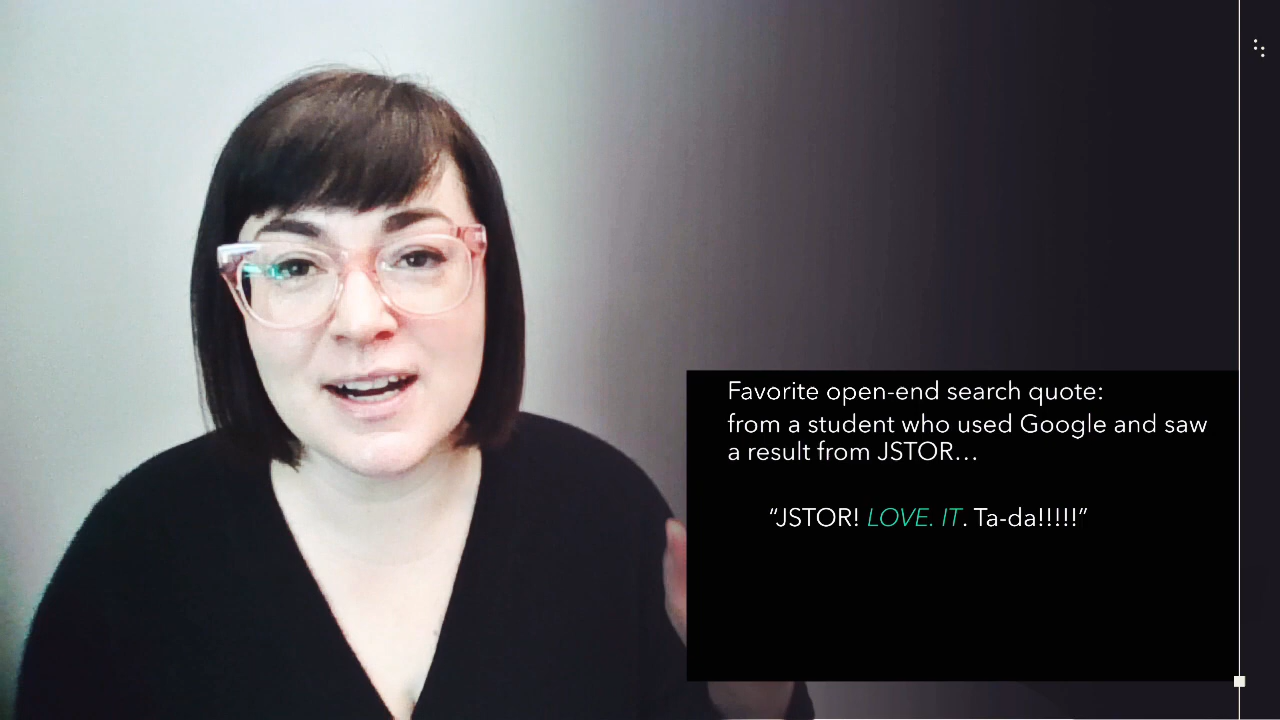 Favorite open-end search quote:
from a student who used Google and saw
a result from JSTOR…
“JSTOR! LOVE. IT. Ta-da!!!!!”